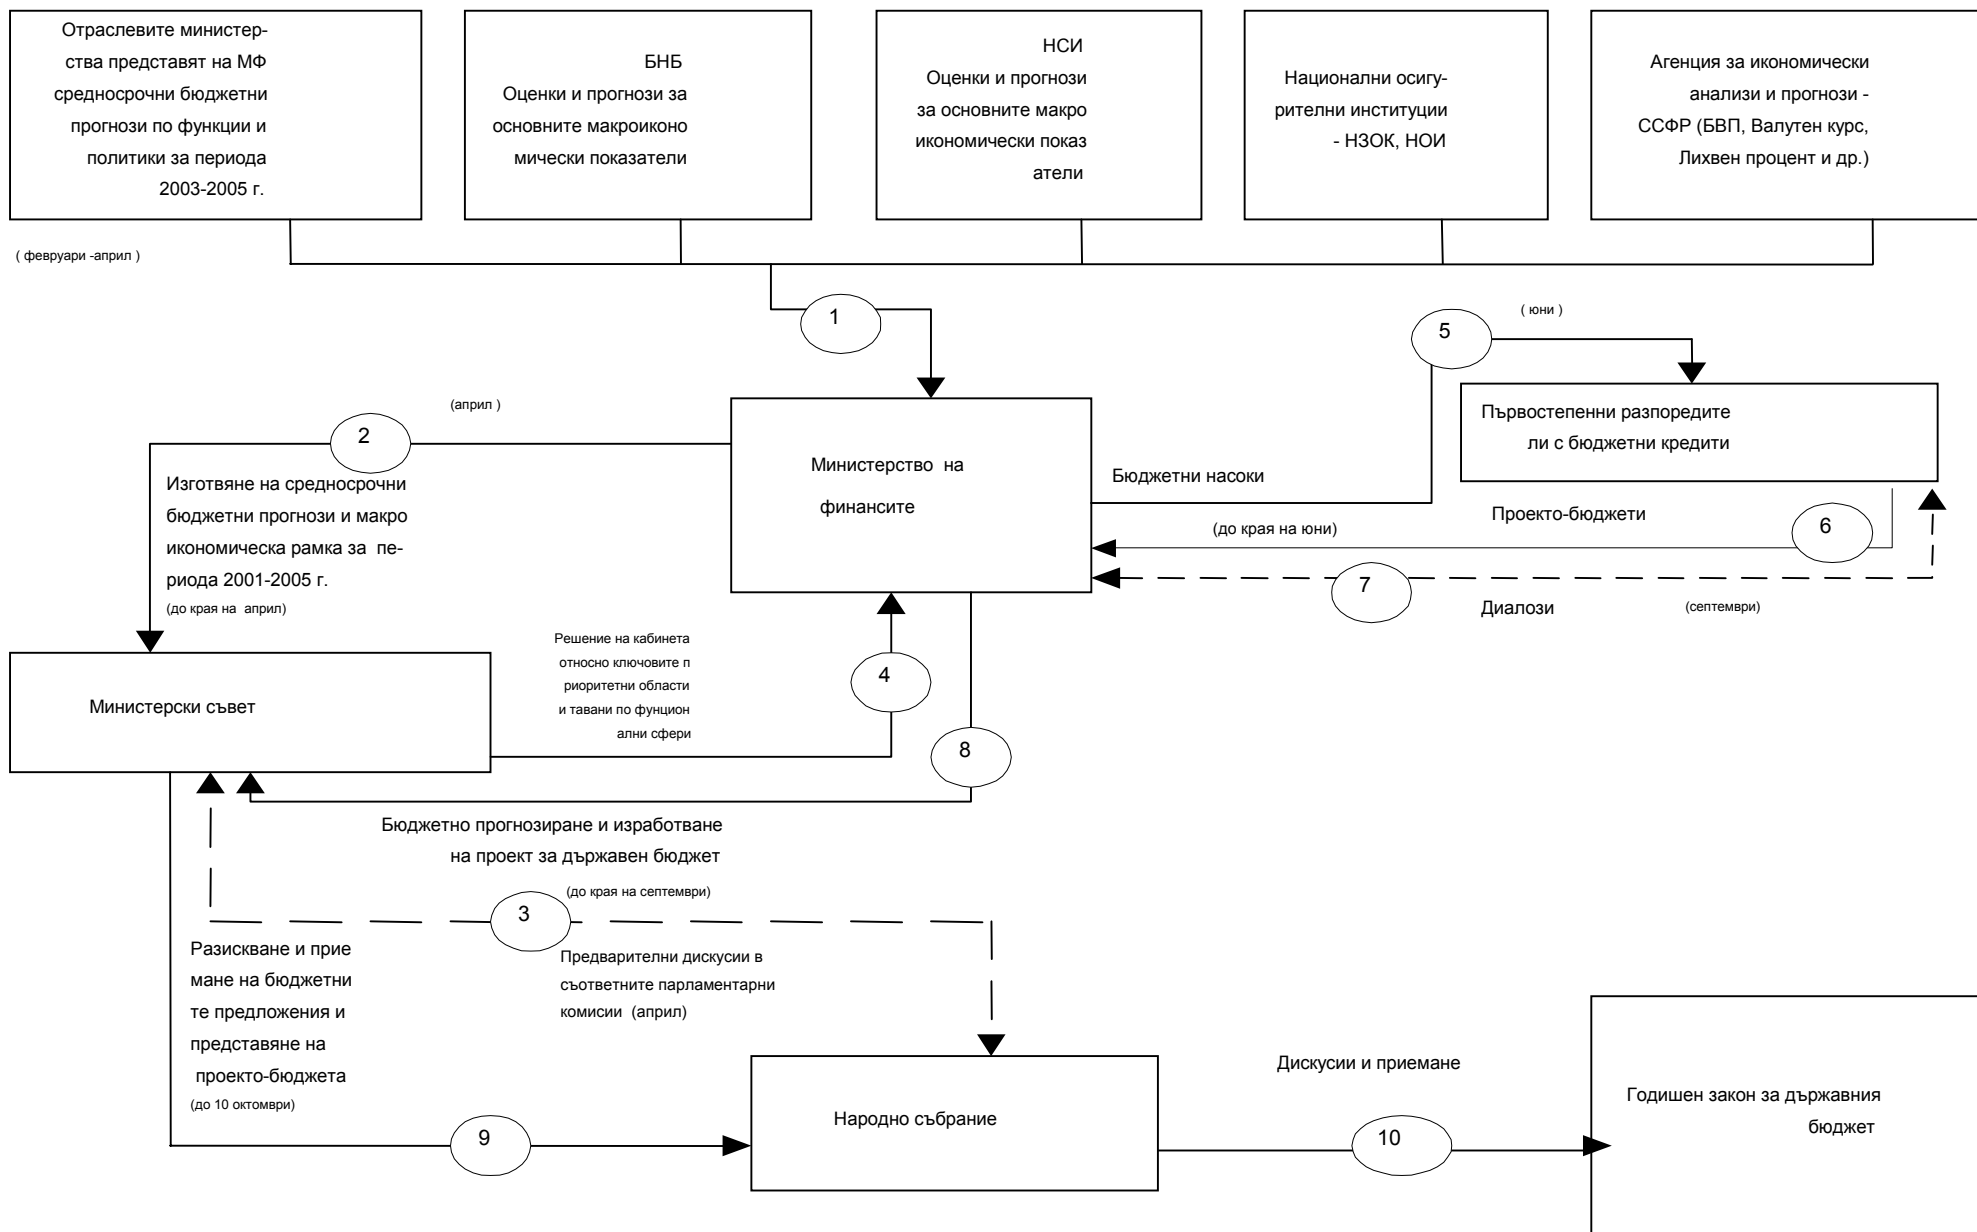 Отраслевите министер-
ства представят на МФ
средносрочни бюджетни
прогнози по функции и
политики за периода
2003-2005 г.
БНБ
Оценки и прогнози за
основните макроиконо
мически показатели
НСИ
Оценки и прогнози
за основните макро
икономически показ
атели
Национални осигу-
рителни институции
- НЗОК, НОИ
Агенция за икономически
анализи и прогнози -
ССФР (БВП, Валутен курс,
Лихвен процент и др.)
( февруари -април )
1
5
( юни )
(април )
2
Първостепенни разпоредите
ли с бюджетни кредити
Министерство на
финансите
Бюджетни насоки
Изготвяне на средносрочни
бюджетни прогнози и макро
икономическа рамка за пе-
риода 2001-2005 г.
(до края на април)
(до края на юни)
Проекто-бюджети
6
7
Диалози
(септември)
Решение на кабинета
относно ключовите п
риоритетни области
и тавани по фунцион
ални сфери
4
Министерски съвет
8
Бюджетно прогнозиране и изработване
на проект за държавен бюджет
(до края на септември)
3
Разискване и прие
мане на бюджетни
те предложения и
представяне на
проекто-бюджета
(до 10 октомври)
Предварителни дискусии в
съответните парламентарни
комисии (април)
Дискусии и приемане
Народно събрание
9
10
Годишен закон за държавния
бюджет